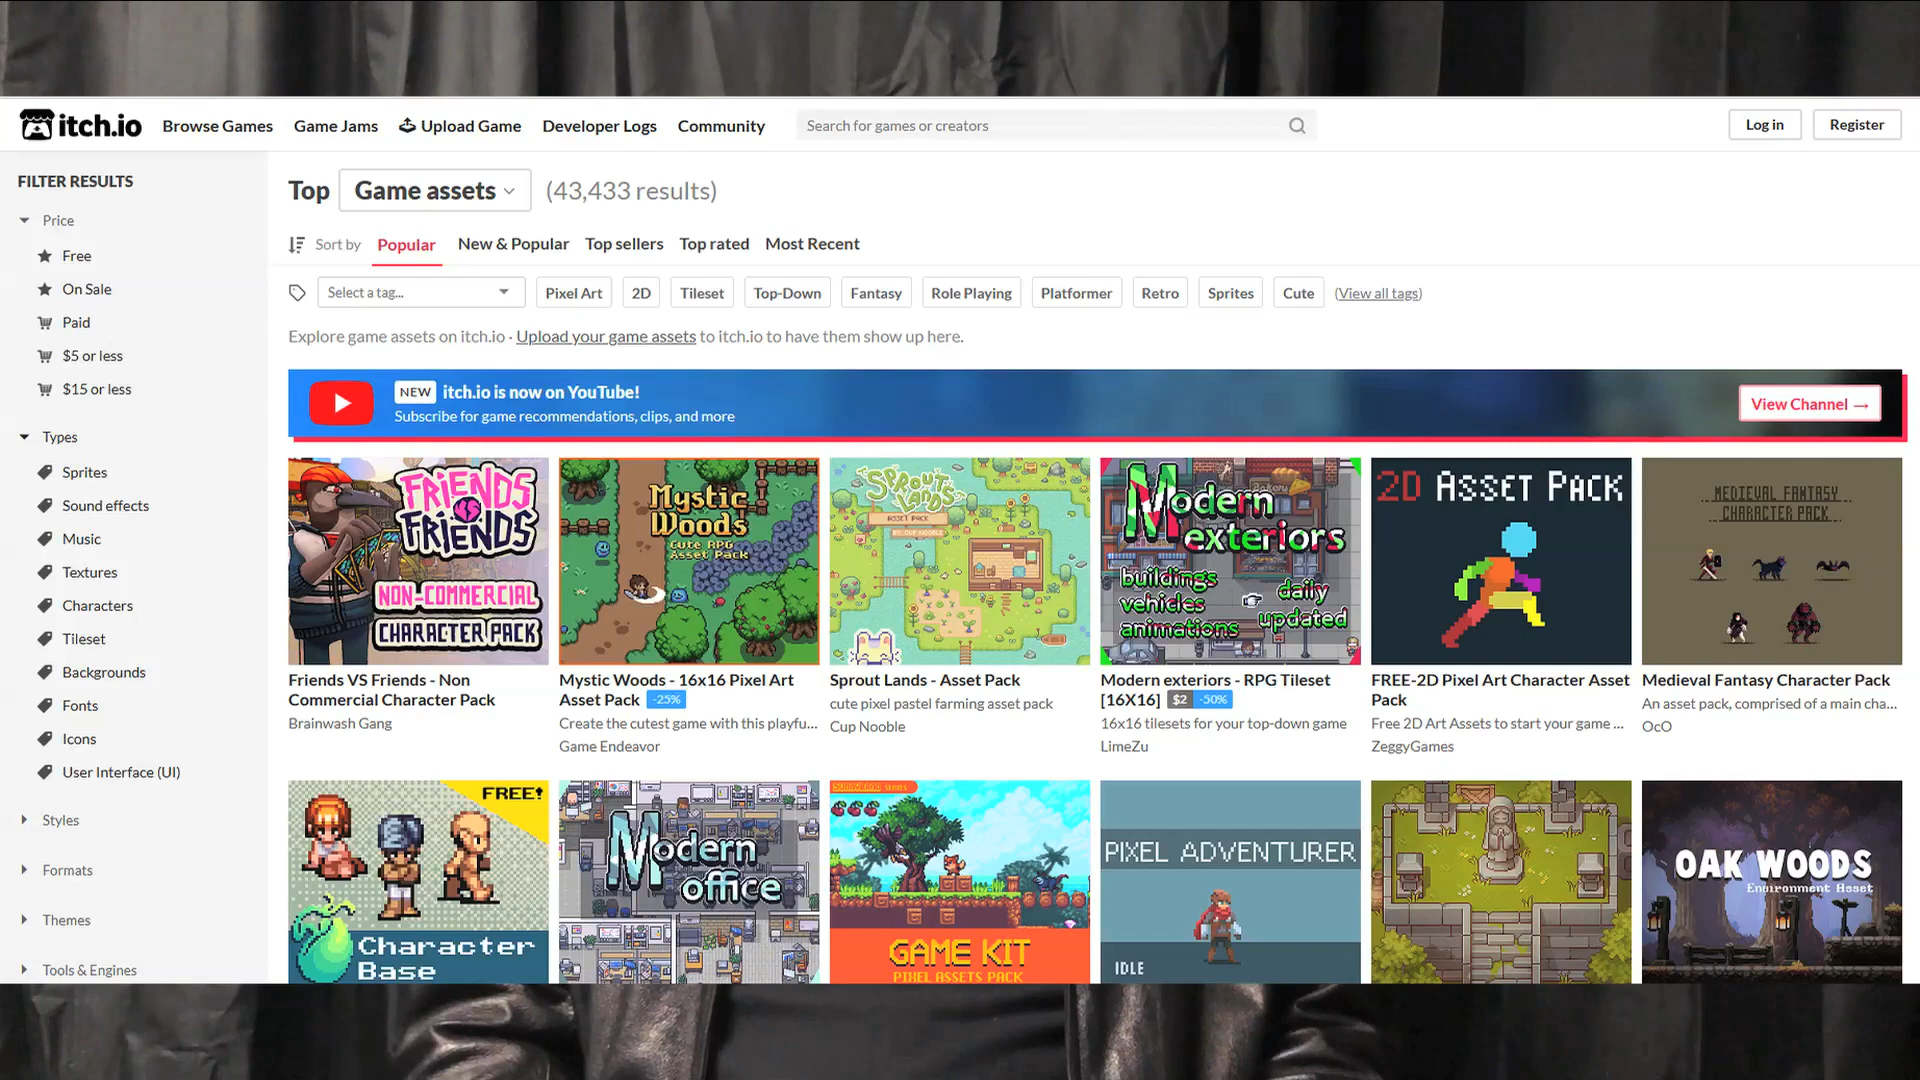 itch.io
Browse Games
Game Jams
Upload Game
Developer Logs
Community
Search for games or creators
Log in
Register
FILTER RESULTS
Price
Free
On Sale
Paid
$5 or less
$15 or less
Types
Sprites
Sound effects
Music
Textures
Characters
Tileset
Backgrounds
Fonts
Icons
User Interface (UI)
Styles
Formats
Themes
Tools & Engines
Top Game assets (43,433 results)
Sort by Popular New & Popular Top sellers Top rated Most Recent
Select a tag... Pixel Art 2D Tileset Top-Down Fantasy Role Playing Platformer Retro Sprites Cute (View all tags)
Explore game assets on itch.io · Upload your game assets to itch.io to have them show up here.
NEW itch.io is now on YouTube!
Subscribe for game recommendations, clips, and more
View Channel →
FRIENDS
VS
FRIENDS
NON-COMMERCIAL
CHARACTER PACK
Friends VS Friends - Non
Commercial Character Pack
Brainwash Gang
Mystic
Woods
Cute RPG
Asset Pack
Mystic Woods - 16x16 Pixel Art
Asset Pack -25%
Create the cutest game with this playfu...
Game Endeavor
SPROUT
LANDS
ASSET PACK
BY: CUP NOOBLE
Sprout Lands - Asset Pack
cute pixel pastel farming asset pack
Cup Nooble
Bakery
Modern
exteriors
buildings
vehicles
animations
daily
updated
Modern exteriors - RPG Tileset
[16X16] $2 -50%
16x16 tilesets for your top-down game
LimeZu
2D ASSET PACK
FREE-2D Pixel Art Character Asset
Pack
Free 2D Art Assets to start your game ...
ZeggyGames
MEDIEVAL FANTASY
CHARACTER PACK
Medieval Fantasy Character Pack
An asset pack, comprised of a main cha...
OcO
FREE!
Character
Base
Modern
office
SUNNYLAND SERIES
GAME KIT
PIXEL ASSETS PACK
PIXEL ADVENTURER
IDLE
OAK WOODS
Environment Asset